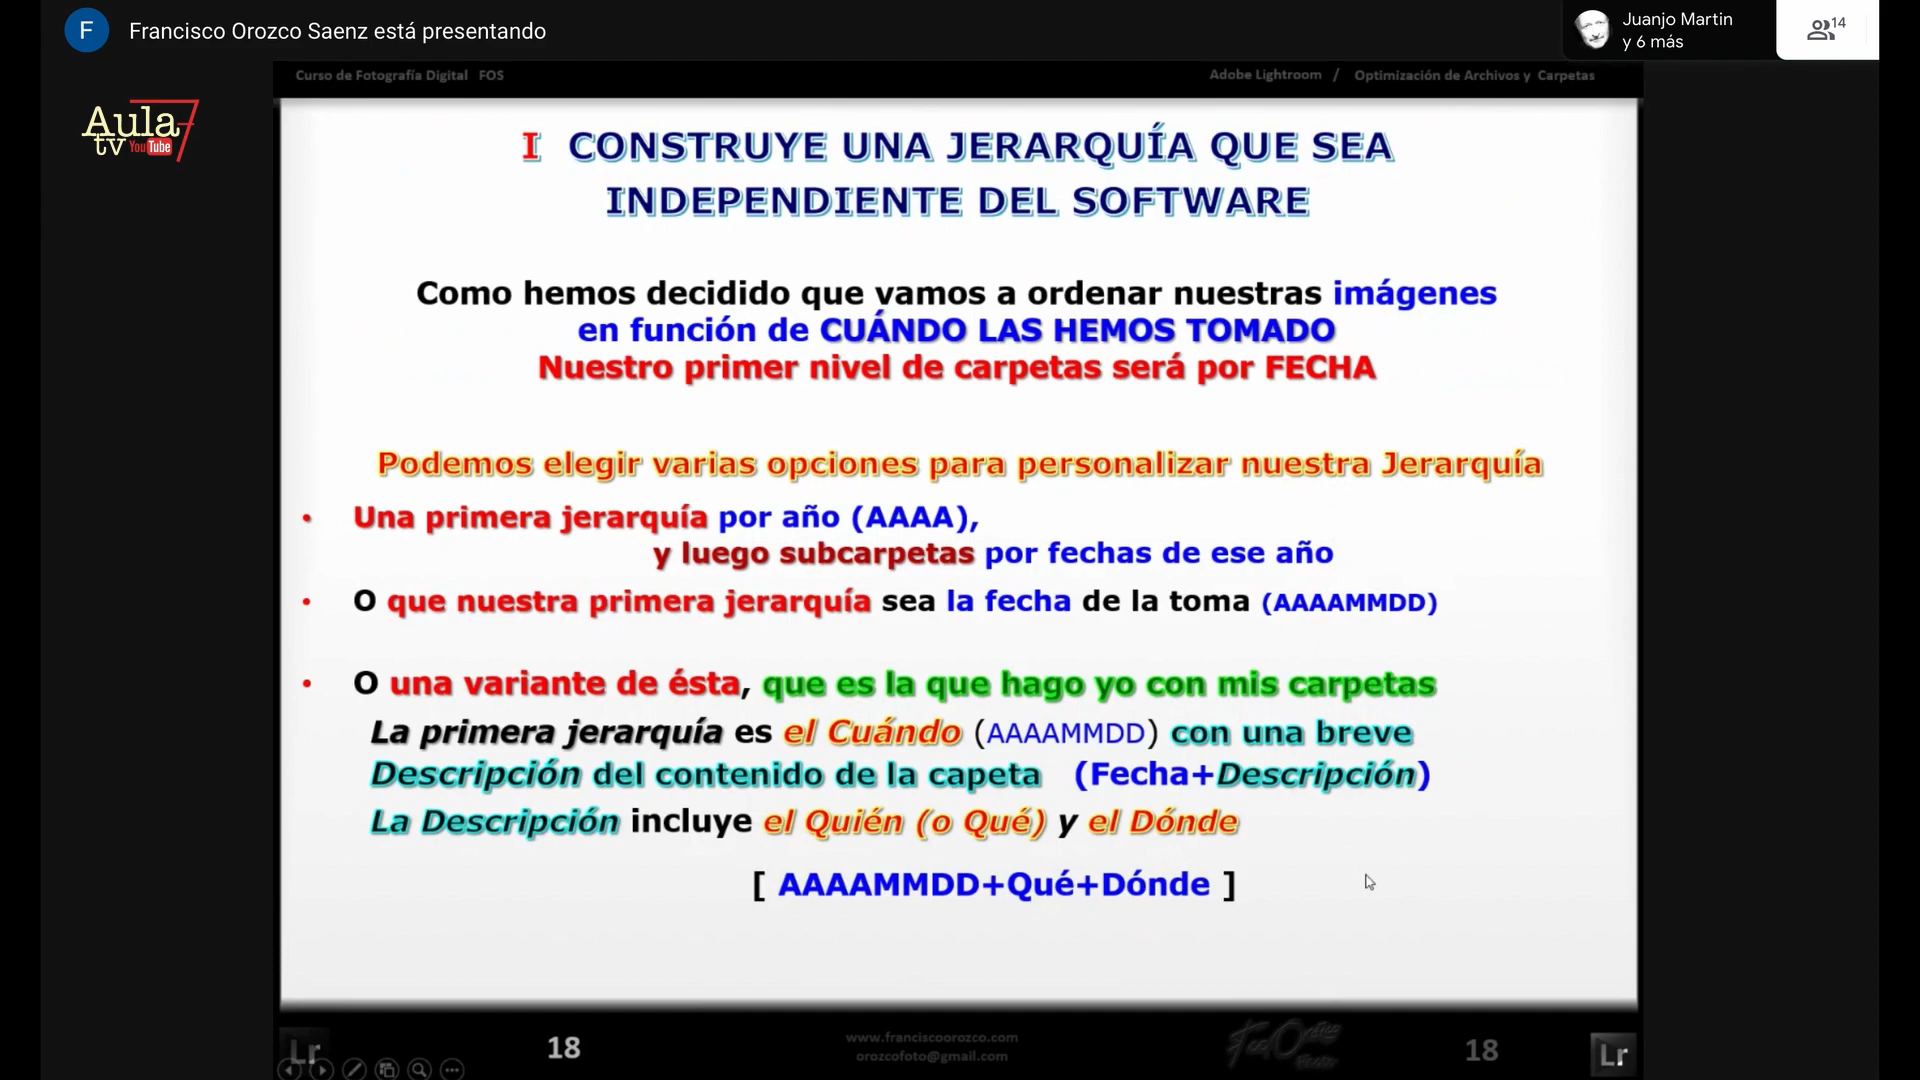 F Francisco Orozco Saenz está presentando
Juanjo Martin
y 6 más
14
Curso de Fotografía Digital FOS
Adobe Lightroom / Optimización de Archivos y Carpetas
Aula 7
tv YouTube
I CONSTRUYE UNA JERARQUÍA QUE SEA
INDEPENDIENTE DEL SOFTWARE
Como hemos decidido que vamos a ordenar nuestras imágenes
en función de CUÁNDO LAS HEMOS TOMADO
Nuestro primer nivel de carpetas será por FECHA
Podemos elegir varias opciones para personalizar nuestra Jerarquía
• Una primera jerarquía por año (AAAA),
y luego subcarpetas por fechas de ese año
• O que nuestra primera jerarquía sea la fecha de la toma (AAAAMMDD)
• O una variante de ésta, que es la que hago yo con mis carpetas
La primera jerarquía es el Cuándo (AAAAMMDD) con una breve
Descripción del contenido de la capeta (Fecha+Descripción)
La Descripción incluye el Quién (o Qué) y el Dónde
[ AAAAMMDD+Qué+Dónde ]
Lr
18
www.franciscoorozco.com
orozcofoto@gmail.com
18
Lr